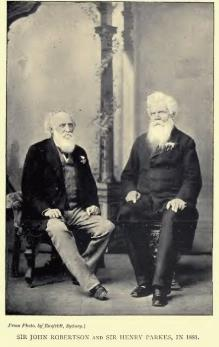 From Photo. by] [Sydney.]
SIR JOHN ROBERTSON AND SIR HENRY PARKES, IN 1881.